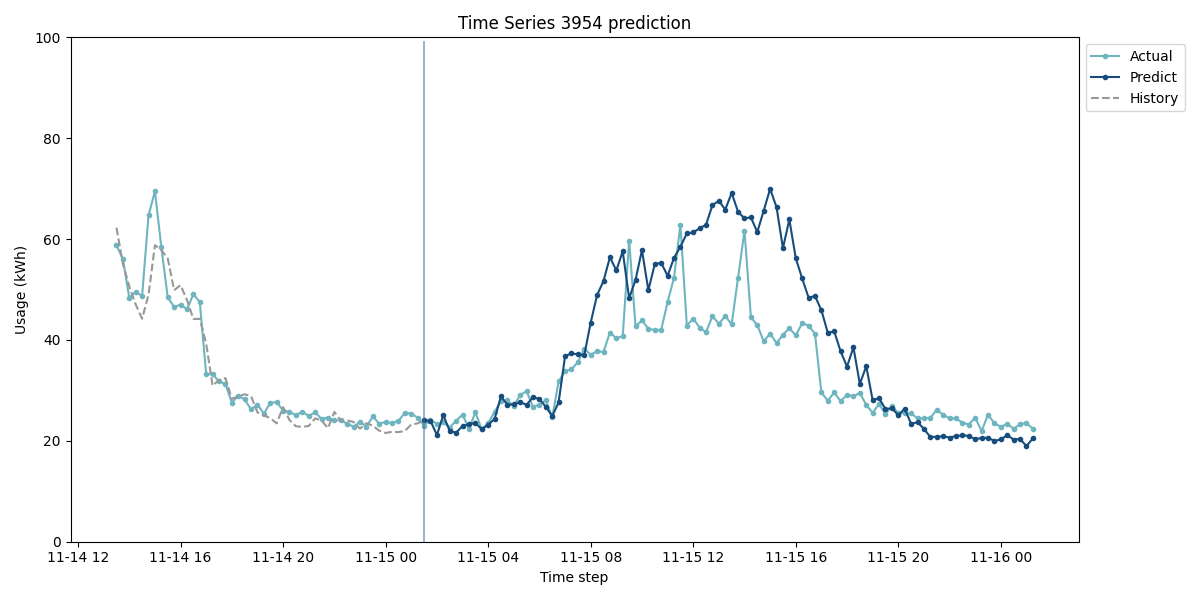 Time Series 3954 prediction
Actual
Predict
History
Usage (kWh)
100
80
60
40
20
0
11-14 12
11-14 16
11-14 20
11-15 00
11-15 04
11-15 08
11-15 12
11-15 16
11-15 20
11-16 00
Time step